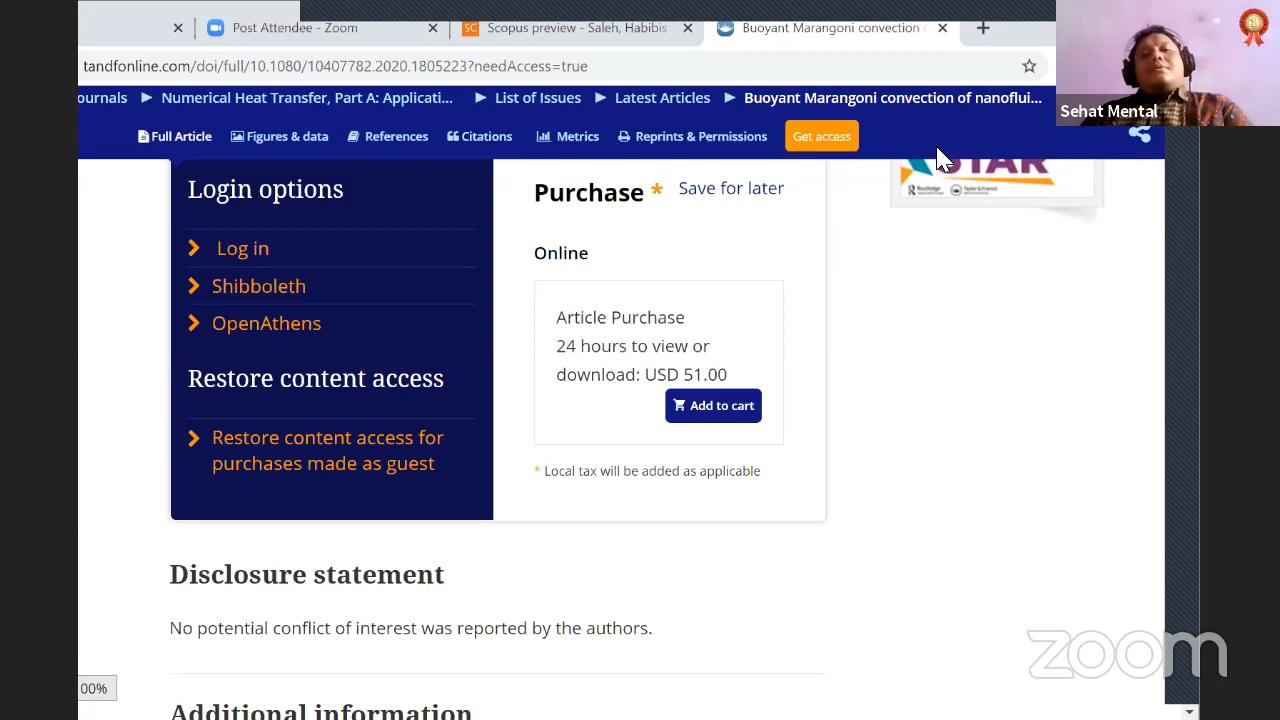 Post Attendee - Zoom
SC Scopus preview - Saleh, Habibis
Buoyant Marangoni convection
tandfonline.com/doi/full/10.1080/10407782.2020.1805223?needAccess=true
Sehat Mental
ournals Numerical Heat Transfer, Part A: Applicati... List of Issues Latest Articles Buoyant Marangoni convection of nanoflui...
Full Article Figures & data References Citations Metrics Reprints & Permissions Get access
STAR
Routledge Taylor & Francis
Login options
Log in
Shibboleth
OpenAthens
Restore content access
Restore content access for
purchases made as guest
Purchase * Save for later
Online
Article Purchase
24 hours to view or
download: USD 51.00
Add to cart
* Local tax will be added as applicable
Disclosure statement
No potential conflict of interest was reported by the authors.
zoom
00%
Additional information